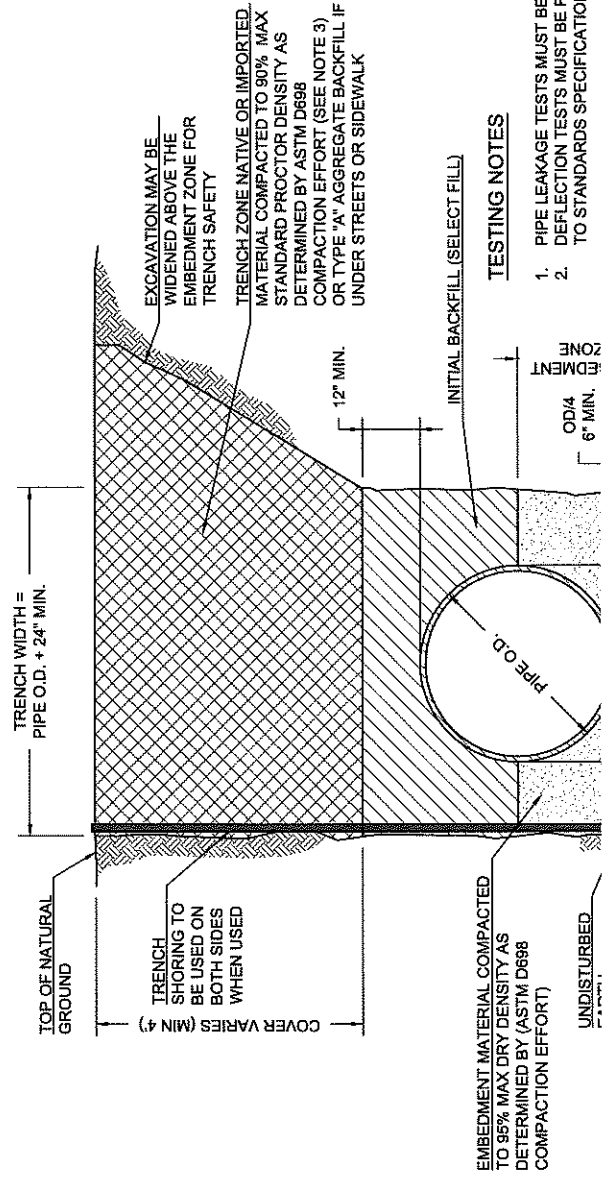 TRENCH WIDTH =
PIPE O.D. + 24" MIN.
TOP OF NATURAL
GROUND
EXCAVATION MAY BE
WIDENED ABOVE THE
EMBEDMENT ZONE FOR
TRENCH SAFETY
TRENCH
SHORING TO
BE USED ON
BOTH SIDES
WHEN USED
COVER VARIES (MIN 4')
TRENCH ZONE NATIVE OR IMPORTED
MATERIAL COMPACTED TO 90% MAX
STANDARD PROCTOR DENSITY AS
DETERMINED BY ASTM D698
COMPACTION EFFORT (SEE NOTE 3)
OR TYPE "A" AGGREGATE BACKFILL IF
UNDER STREETS OR SIDEWALK
12" MIN.
INITIAL BACKFILL (SELECT FILL)
PIPE O.D.
EMBEDMENT MATERIAL COMPACTED
TO 95% MAX DRY DENSITY AS
DETERMINED BY (ASTM D698
COMPACTION EFFORT)
OD/4
6" MIN.
ZONE
UNDISTURBED
TESTING NOTES
1. PIPE LEAKAGE TESTS MUST BE
2. DEFLECTION TESTS MUST BE
TO STANDARDS SPECIFICATION